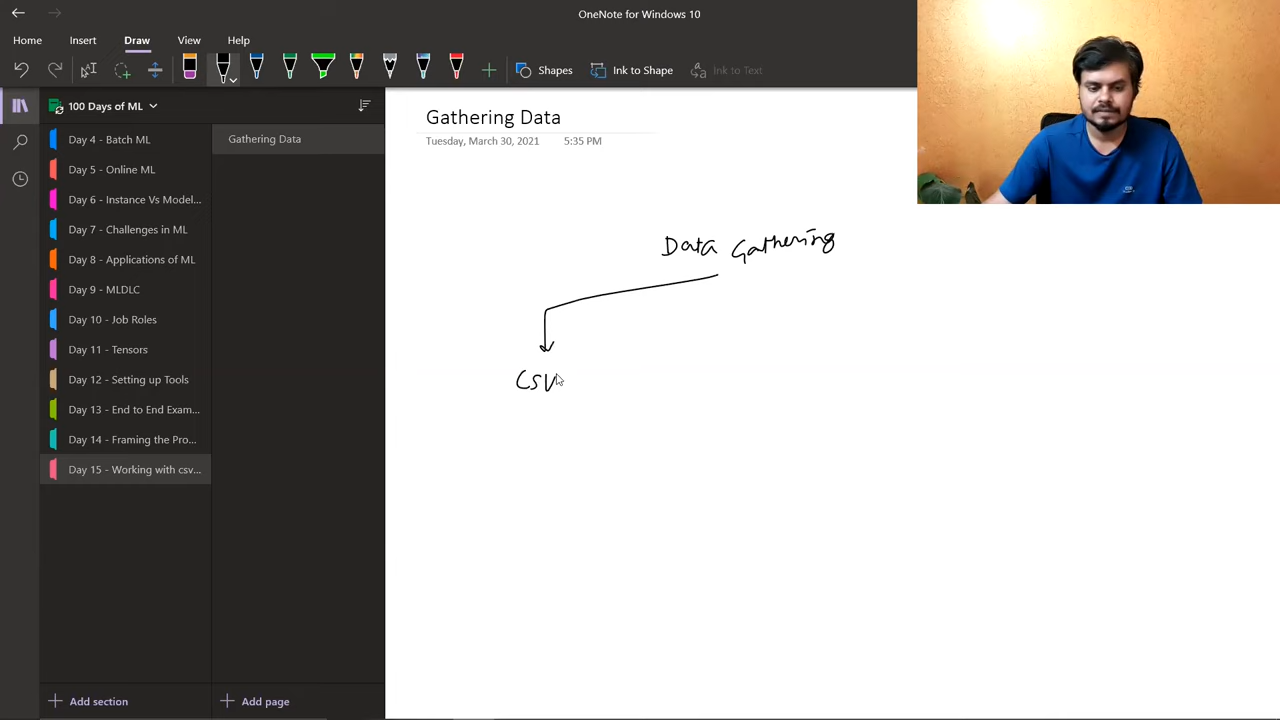 OneNote for Windows 10
Home Insert Draw View Help
Shapes Ink to Shape Ink to Text
100 Days of ML
Day 4 - Batch ML
Day 5 - Online ML
Day 6 - Instance Vs Model...
Day 7 - Challenges in ML
Day 8 - Applications of ML
Day 9 - MLDLC
Day 10 - Job Roles
Day 11 - Tensors
Day 12 - Setting up Tools
Day 13 - End to End Exam...
Day 14 - Framing the Pro...
Day 15 - Working with csv...
Add section
Gathering Data
Add page
Gathering Data
Tuesday, March 30, 2021 5:35 PM
Data Gathering
CSV